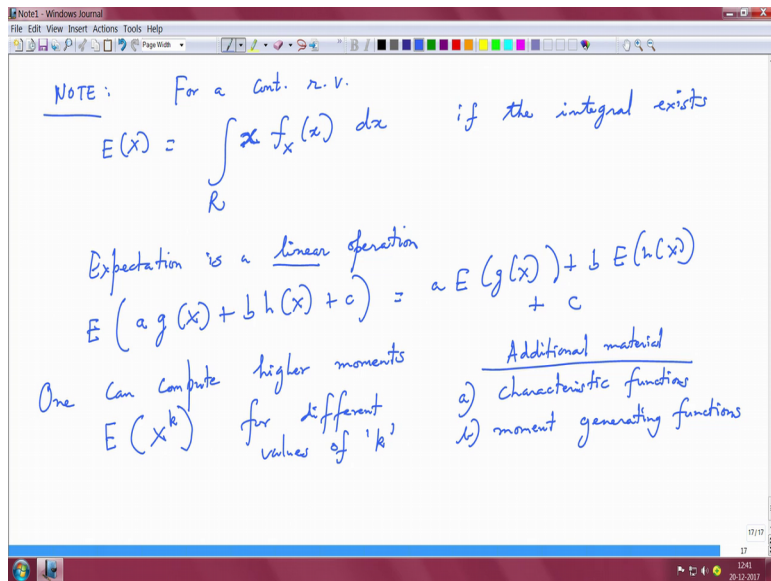 Note1 - Windows Journal
File Edit View Insert Actions Tools Help
Page Width
B I
NOTE: For a cont. r.v.
E(X) = ∫ x f_X(x) dx if the integral exists
R
Expectation is a linear operation
E(a g(X) + b h(X) + c) = a E(g(X)) + b E(h(X))
+ c
One can compute higher moments
E(X^k) for different
values of 'k'
Additional material
a) characteristic functions
b) moment generating functions
17/17
17
12:41
20-12-2017